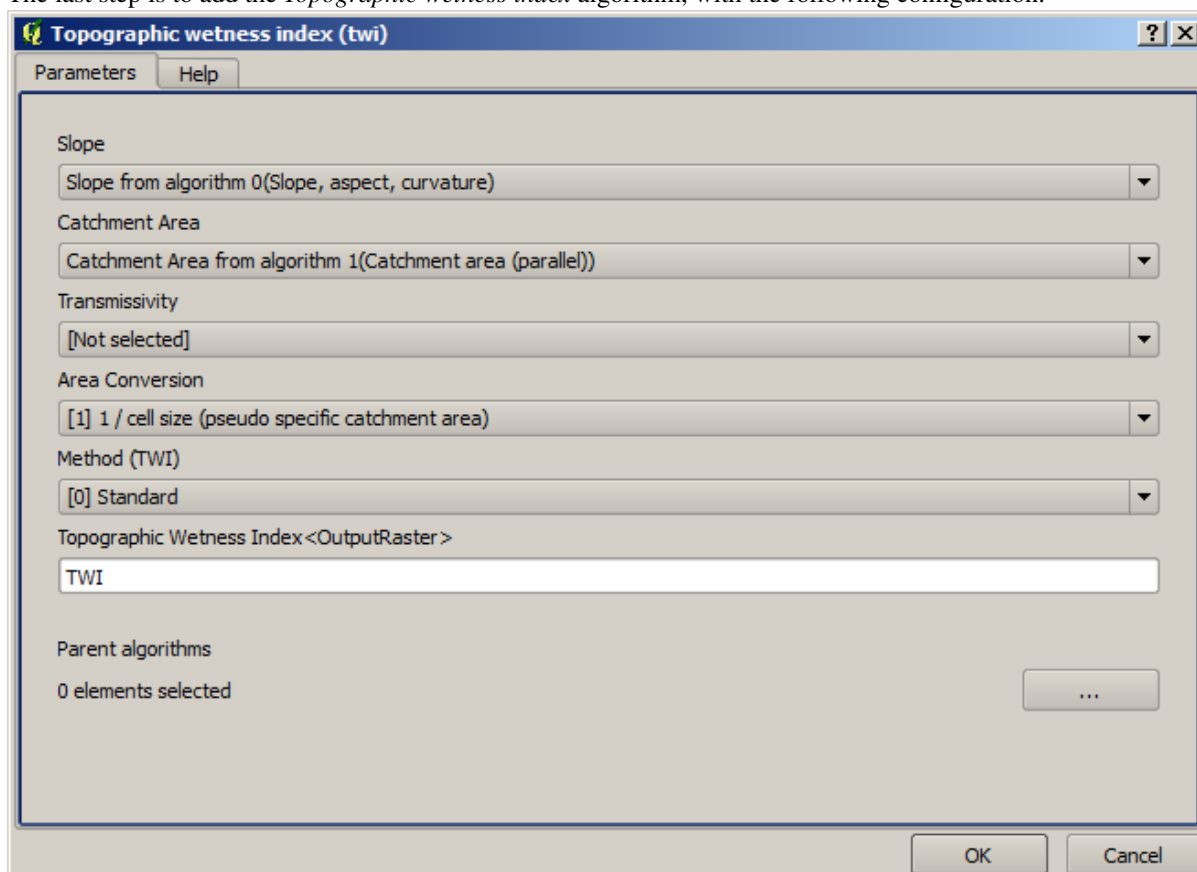 The last step is to add the Topographic wetness index algorithm, with the following configuration:
Topographic wetness index (twi)
Parameters
Help
Slope
Slope from algorithm 0(Slope, aspect, curvature)
Catchment Area
Catchment Area from algorithm 1(Catchment area (parallel))
Transmissivity
[Not selected]
Area Conversion
[1] 1 / cell size (pseudo specific catchment area)
Method (TWI)
[0] Standard
Topographic Wetness Index<OutputRaster>
TWI
Parent algorithms
0 elements selected
...
OK
Cancel